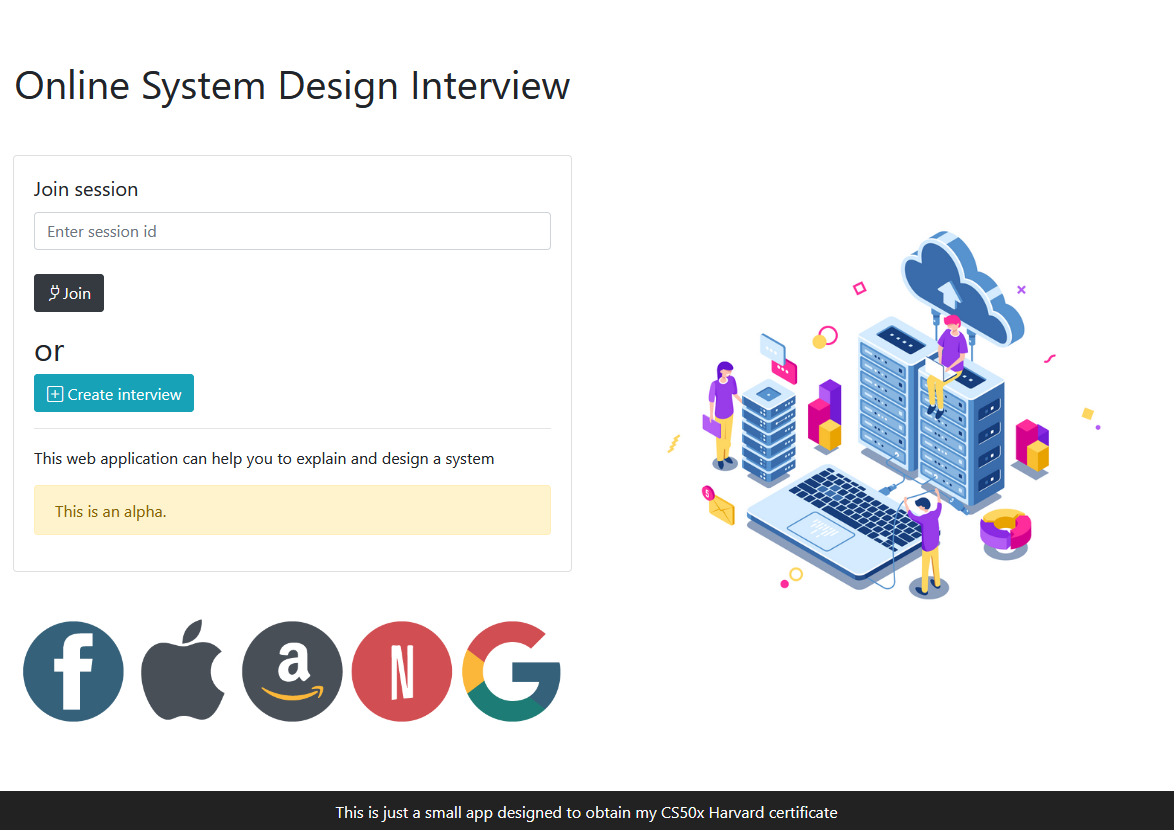 Online System Design Interview
Join session
Enter session id
Join
or
Create interview
This web application can help you to explain and design a system
This is an alpha.
f
a
N
G
This is just a small app designed to obtain my CS50x Harvard certificate